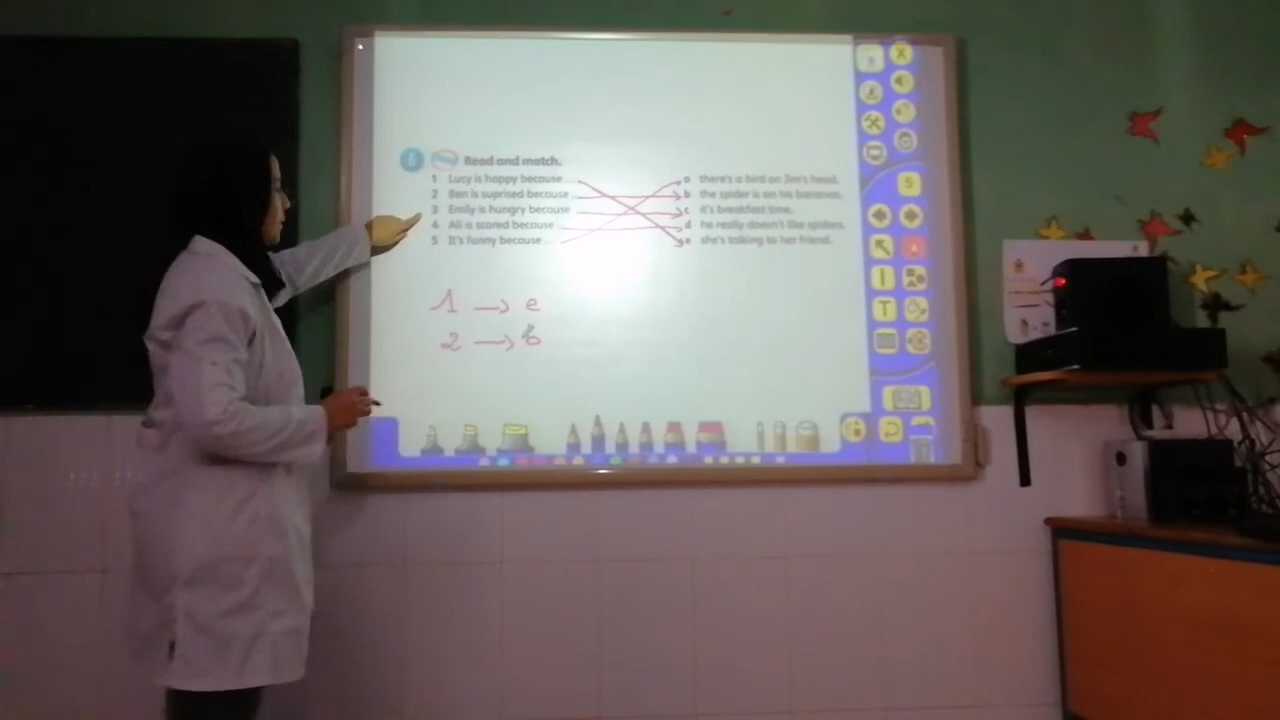 Read and match.
1 Lucy is happy because ...
2 Ben is suprised because ...
3 Emily is hungry because ...
4 Ali is scared because ...
5 It's funny because ...
a there's a bird on Jim's head.
b the spider is on his bananas.
c it's breakfast time.
d he really doesn't like spiders.
e she's talking to her friend.
1 → e
2 → b
5
T